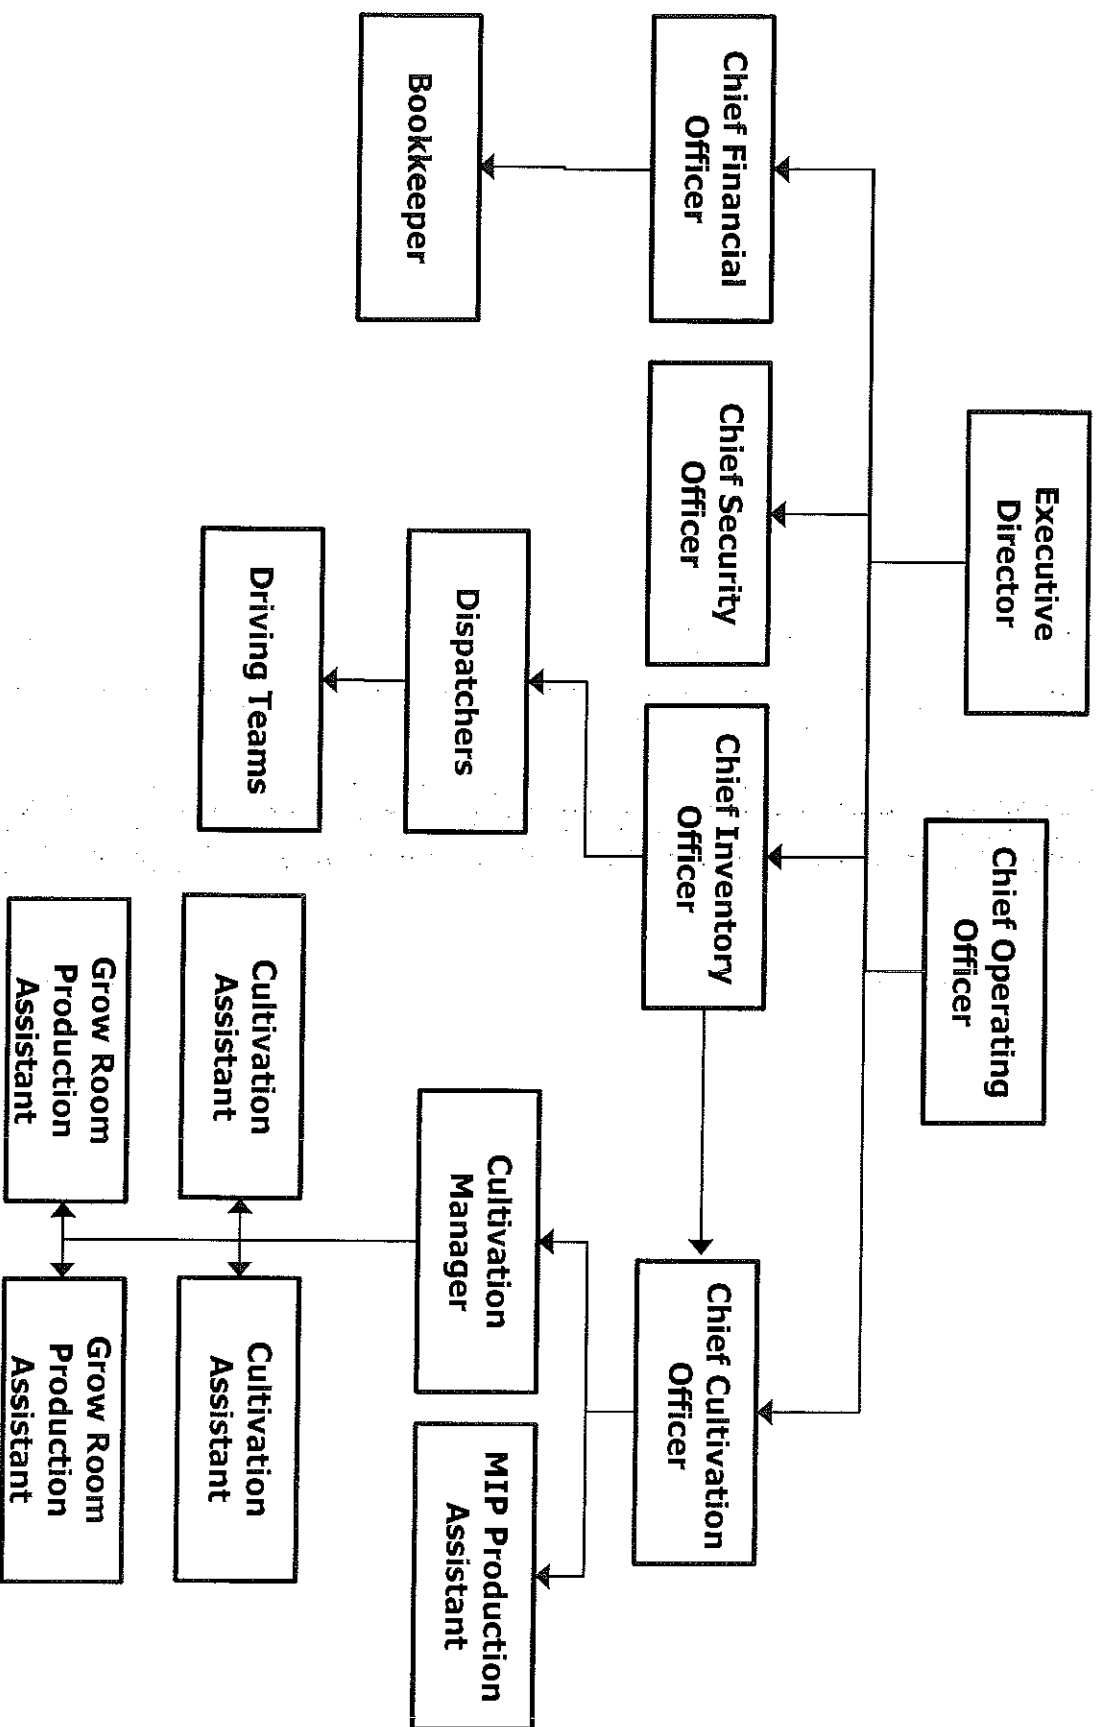 Executive
Director
Chief Operating
Officer
Chief Financial
Officer
Chief Security
Officer
Chief Inventory
Officer
Chief Cultivation
Officer
Bookkeeper
Dispatchers
Cultivation
Manager
MIP Production
Assistant
Driving Teams
Cultivation
Assistant
Cultivation
Assistant
Grow Room
Production
Assistant
Grow Room
Production
Assistant